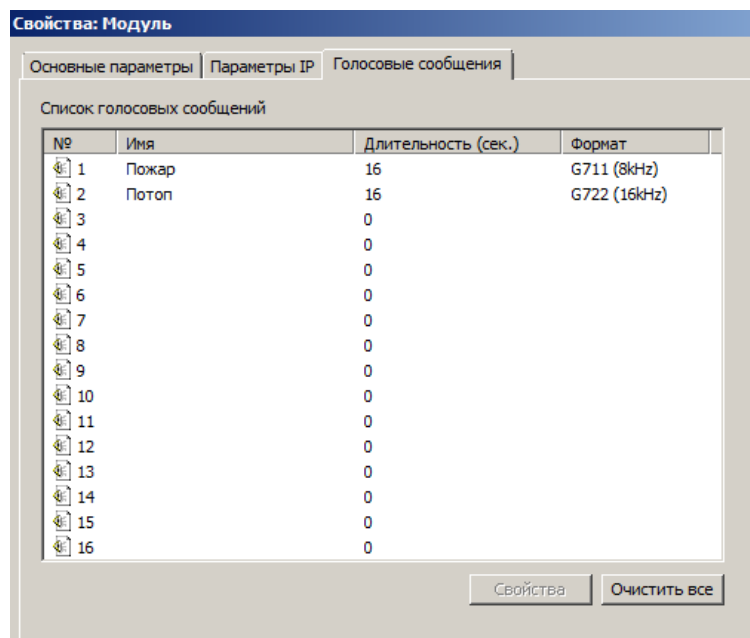 Свойства: Модуль
Основные параметры Параметры IP Голосовые сообщения
Список голосовых сообщений
№ Имя Длительность (сек.) Формат
1 Пожар 16 G711 (8kHz)
2 Потоп 16 G722 (16kHz)
3 0
4 0
5 0
6 0
7 0
8 0
9 0
10 0
11 0
12 0
13 0
14 0
15 0
16 0
Свойства Очистить все